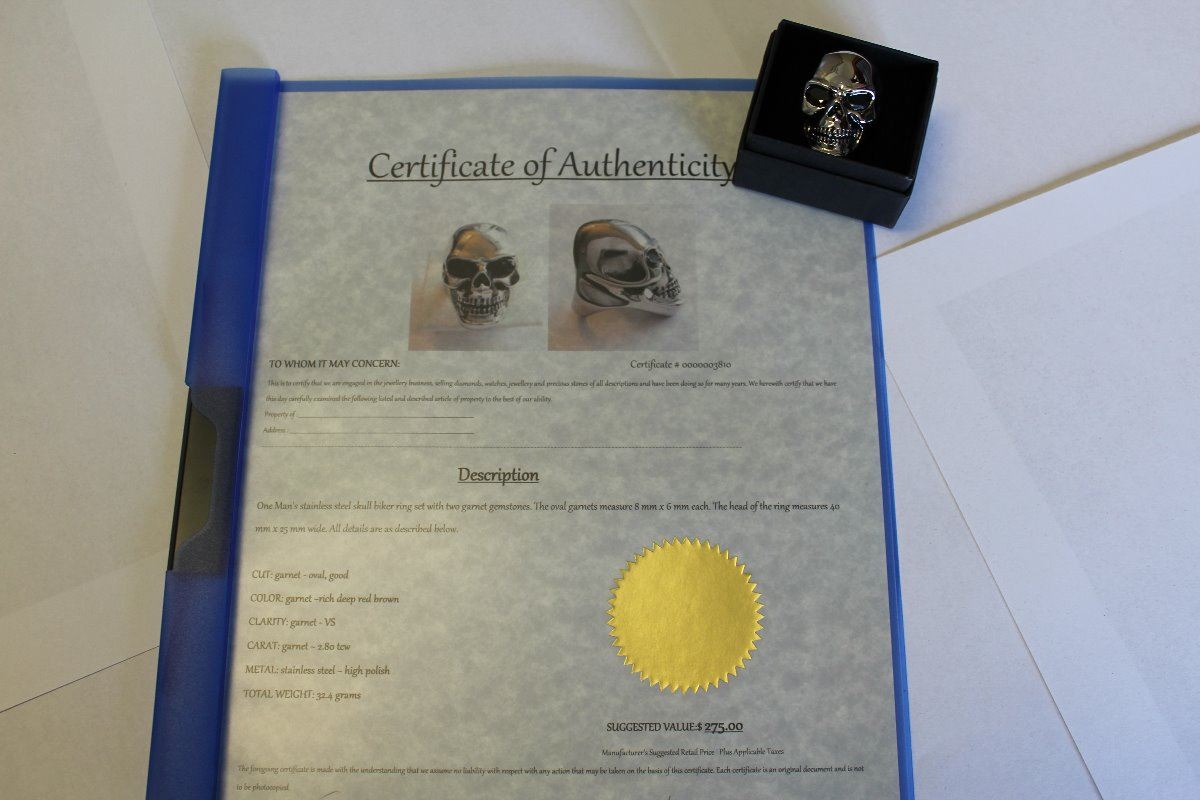 Certificate of Authenticity
TO WHOM IT MAY CONCERN:
Certificate # 0000003810
This is to certify that we are engaged in the jewellery business, selling diamonds, watches, jewellery and precious stones of all descriptions and have been doing so for many years. We herewith certify that we have
this day carefully examined the following listed and described article of property to the best of our ability.
Property of
Address :
Description
One Man's stainless steel skull biker ring set with two garnet gemstones. The oval garnets measure 8 mm x 6 mm each. The head of the ring measures 40
mm x 25 mm wide. All details are as described below.
CUT: garnet - oval, good
COLOR: garnet –rich deep red brown
CLARITY: garnet - VS
CARAT: garnet – 2.80 tcw
METAL: stainless steel – high polish
TOTAL WEIGHT: 32.4 grams
SUGGESTED VALUE:$ 275.00
Manufacturer's Suggested Retail Price Plus Applicable Taxes
The foregoing certificate is made with the understanding that we assume no liability with respect with any action that may be taken on the basis of this certificate. Each certificate is an original document and is not
to be photocopied.